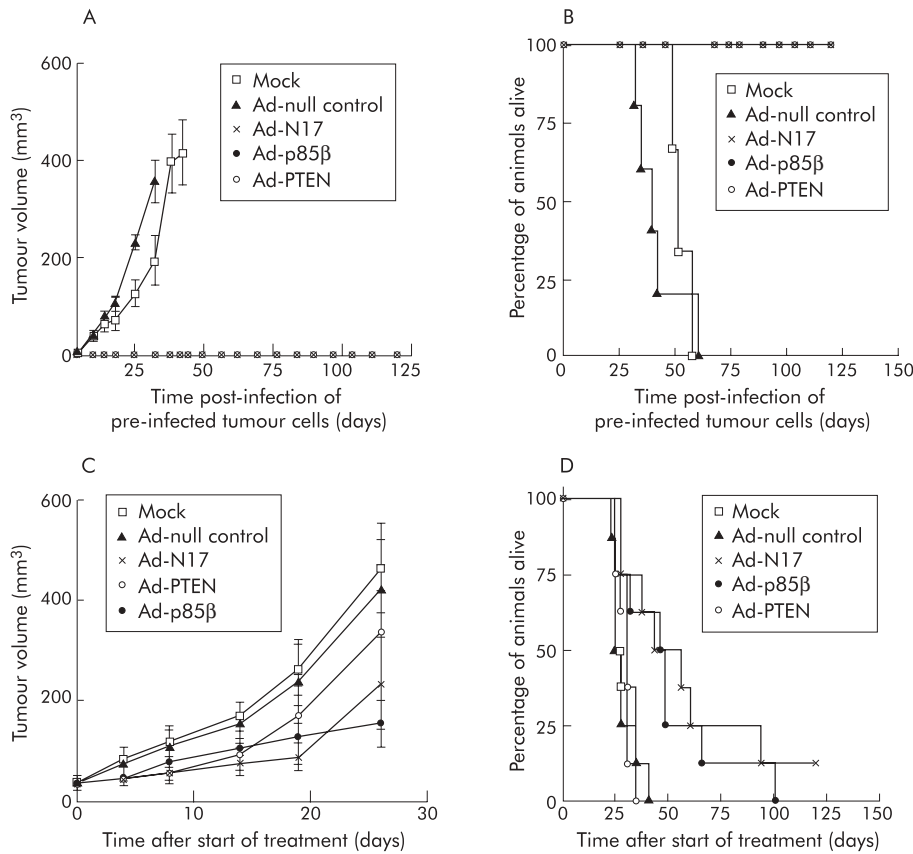 A
600
400
200
0
Tumour volume (mm³)
Mock
Ad-null control
Ad-N17
Ad-p85β
Ad-PTEN
25 50 75 100 125
Time post-infection of
pre-infected tumour cells (days)
B
100
75
50
25
0
Percentage of animals alive
Mock
Ad-null control
Ad-N17
Ad-p85β
Ad-PTEN
0 25 50 75 100 125 150
Time post-infection of
pre-infected tumour cells (days)
C
600
400
200
0
Tumour volume (mm³)
Mock
Ad-null control
Ad-N17
Ad-PTEN
Ad-p85β
0 10 20 30
Time after start of treatment (days)
D
100
75
50
25
0
Percentage of animals alive
Mock
Ad-null control
Ad-N17
Ad-p85β
Ad-PTEN
0 25 50 75 100 125 150
Time after start of treatment (days)